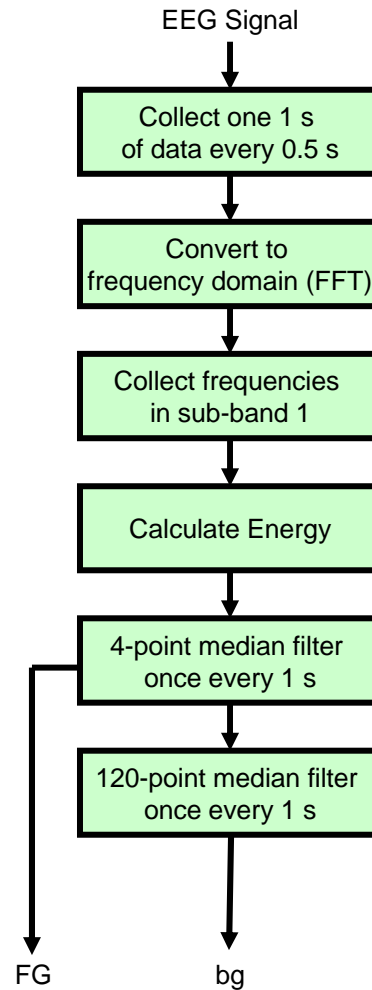 EEG Signal
Collect one 1 s
of data every 0.5 s
Convert to
frequency domain (FFT)
Collect frequencies
in sub-band 1
Calculate Energy
4-point median filter
once every 1 s
120-point median filter
once every 1 s
FG
bg